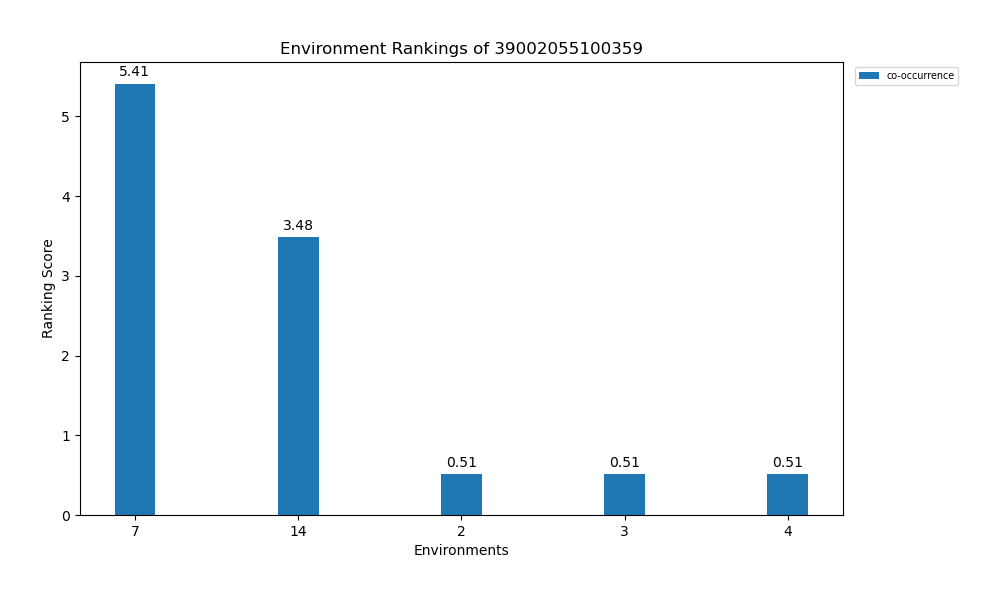 Environment Rankings of 39002055100359
5.41
co-occurrence
5
4
3.48
3
Ranking Score
2
1
0.51 0.51 0.51
0
7 14 2 3 4
Environments